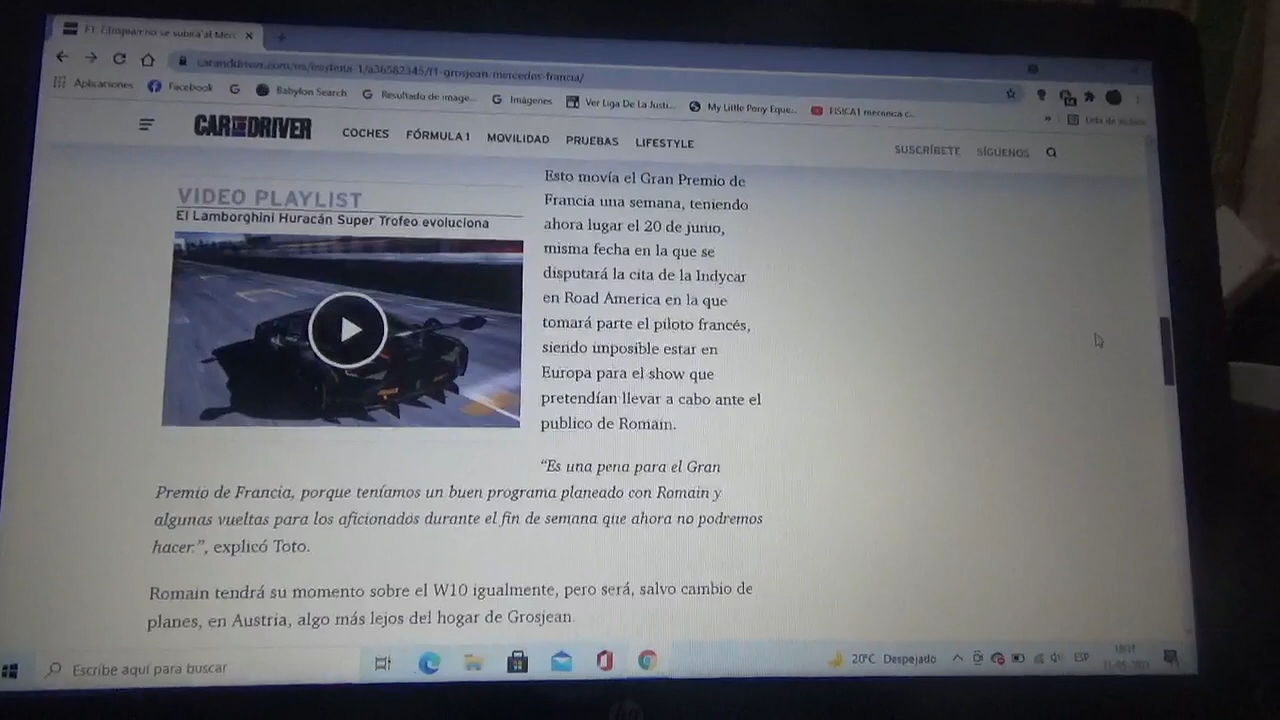 F1: Grosjean no se subirá al Merc
caranddriver.com/es/formula-1/a36582345/f1-grosjean-mercedes-francia/
Aplicaciones Facebook G Babylon Search Resultado de image... Imágenes Ver Liga De La Justi... My Little Pony Eque... FISICA1 mecanica c... » Lista de
CAR AND DRIVER COCHES FÓRMULA 1 MOVILIDAD PRUEBAS LIFESTYLE SUSCRÍBETE SÍGUENOS
VIDEO PLAYLIST
El Lamborghini Huracán Super Trofeo evoluciona
Esto movía el Gran Premio de
Francia una semana, teniendo
ahora lugar el 20 de junio,
misma fecha en la que se
disputará la cita de la Indycar
en Road America en la que
tomará parte el piloto francés,
siendo imposible estar en
Europa para el show que
pretendían llevar a cabo ante el
publico de Romain.
“Es una pena para el Gran
Premio de Francia, porque teníamos un buen programa planeado con Romain y
algunas vueltas para los aficionados durante el fin de semana que ahora no podremos
hacer.”, explicó Toto.
Romain tendrá su momento sobre el W10 igualmente, pero será, salvo cambio de
planes, en Austria, algo más lejos del hogar de Grosjean.
Escribe aquí para buscar 20°C Despejado ESP
hp